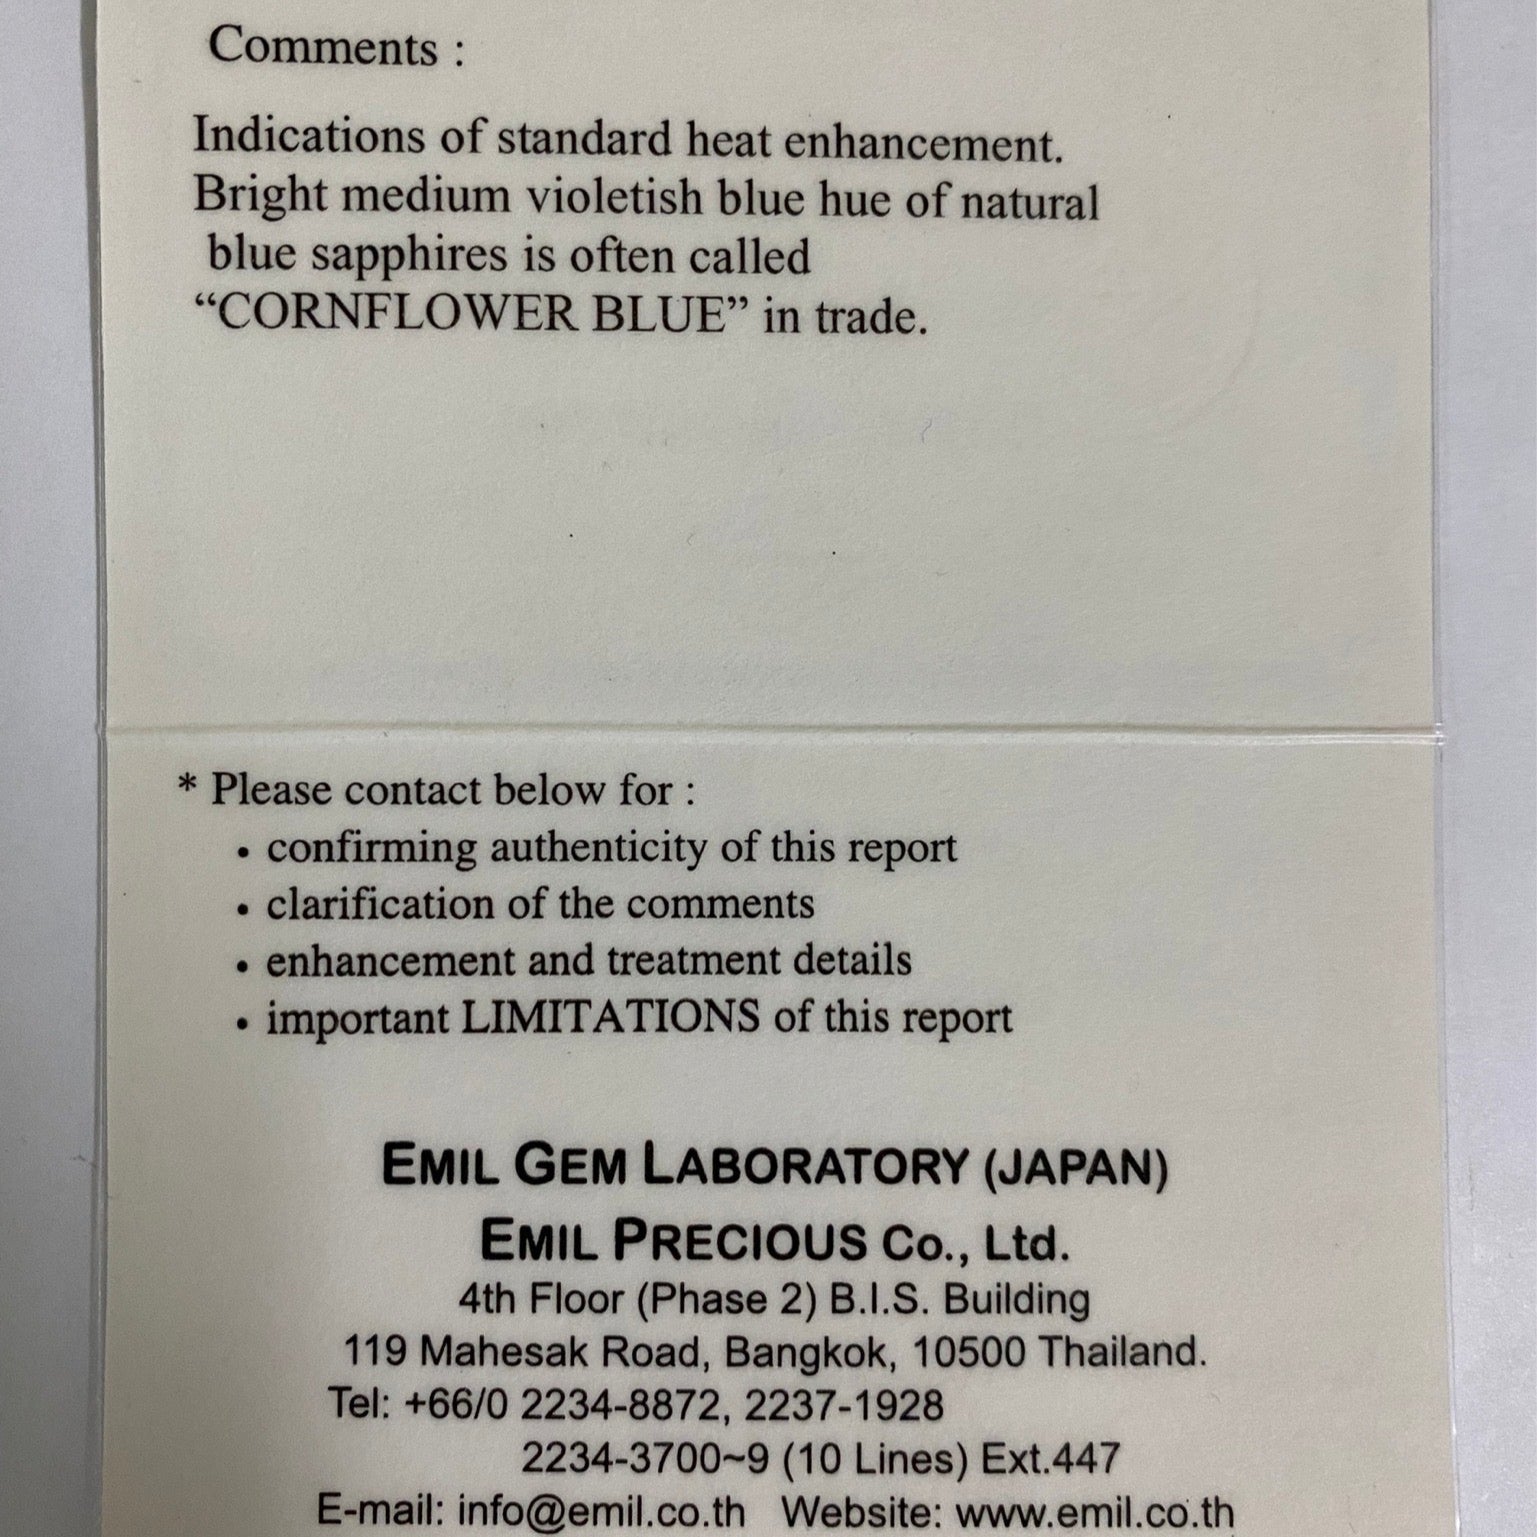 Comments :
Indications of standard heat enhancement.
Bright medium violetish blue hue of natural
blue sapphires is often called
“CORNFLOWER BLUE” in trade.
* Please contact below for :
• confirming authenticity of this report
• clarification of the comments
• enhancement and treatment details
• important LIMITATIONS of this report
EMIL GEM LABORATORY (JAPAN)
EMIL PRECIOUS Co., Ltd.
4th Floor (Phase 2) B.I.S. Building
119 Mahesak Road, Bangkok, 10500 Thailand.
Tel: +66/0 2234-8872, 2237-1928
2234-3700~9 (10 Lines) Ext.447
E-mail: info@emil.co.th Website: www.emil.co.th